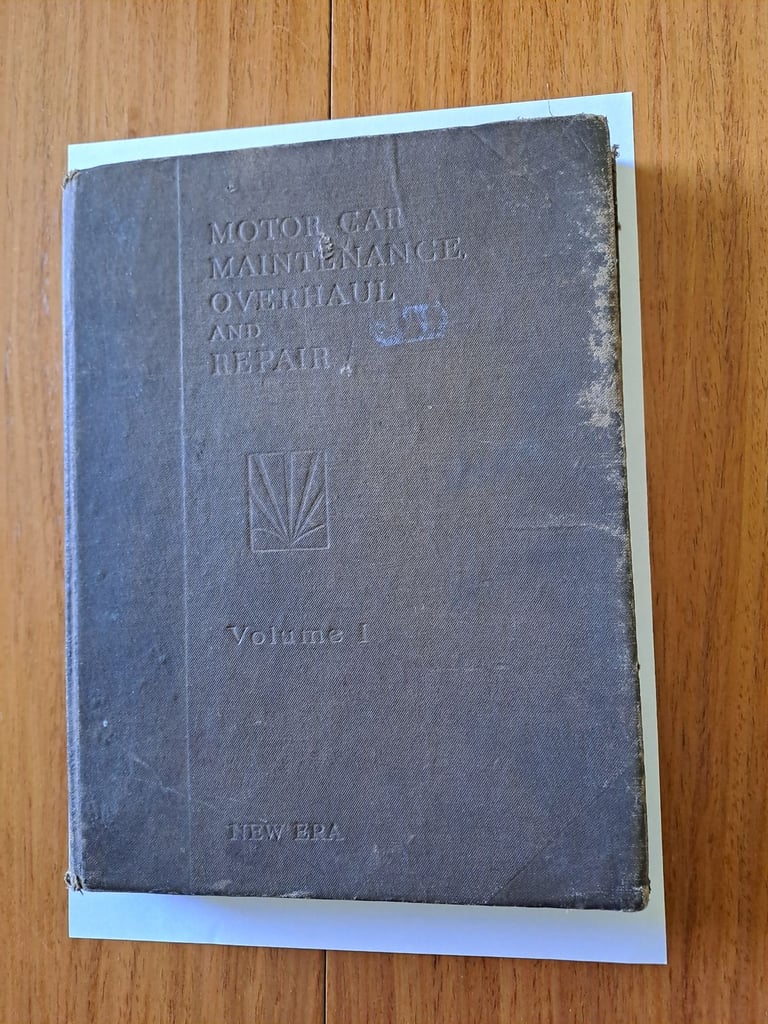 MOTOR CAR
MAINTENANCE
OVERHAUL
AND
REPAIR
Volume I
NEW ERA